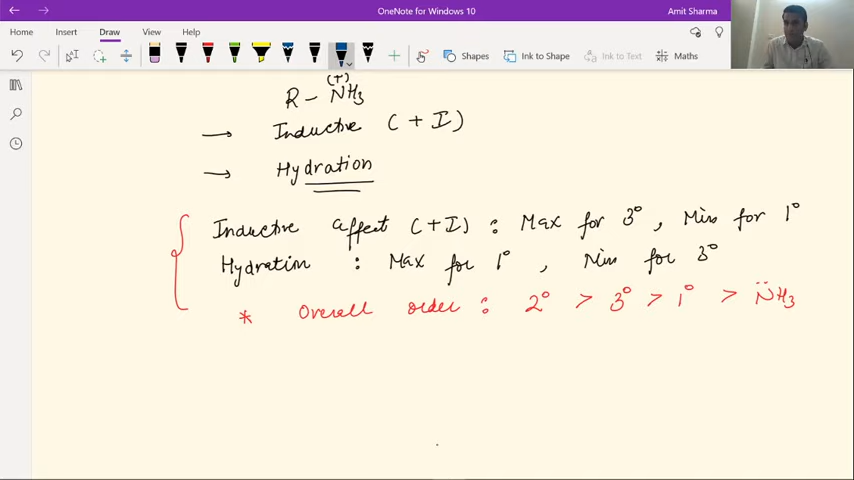 OneNote for Windows 10
Amit Sharma
Home Insert Draw View Help
Shapes Ink to Shape Ink to Text Maths
(+)
R - NH3
→ Inductive (+I)
→ Hydration
Inductive affect (+I) : Max for 3°, Min for 1°
Hydration : Max for 1°, Min for 3°
* Overall order : 2° > 3° > 1° > N̈H3